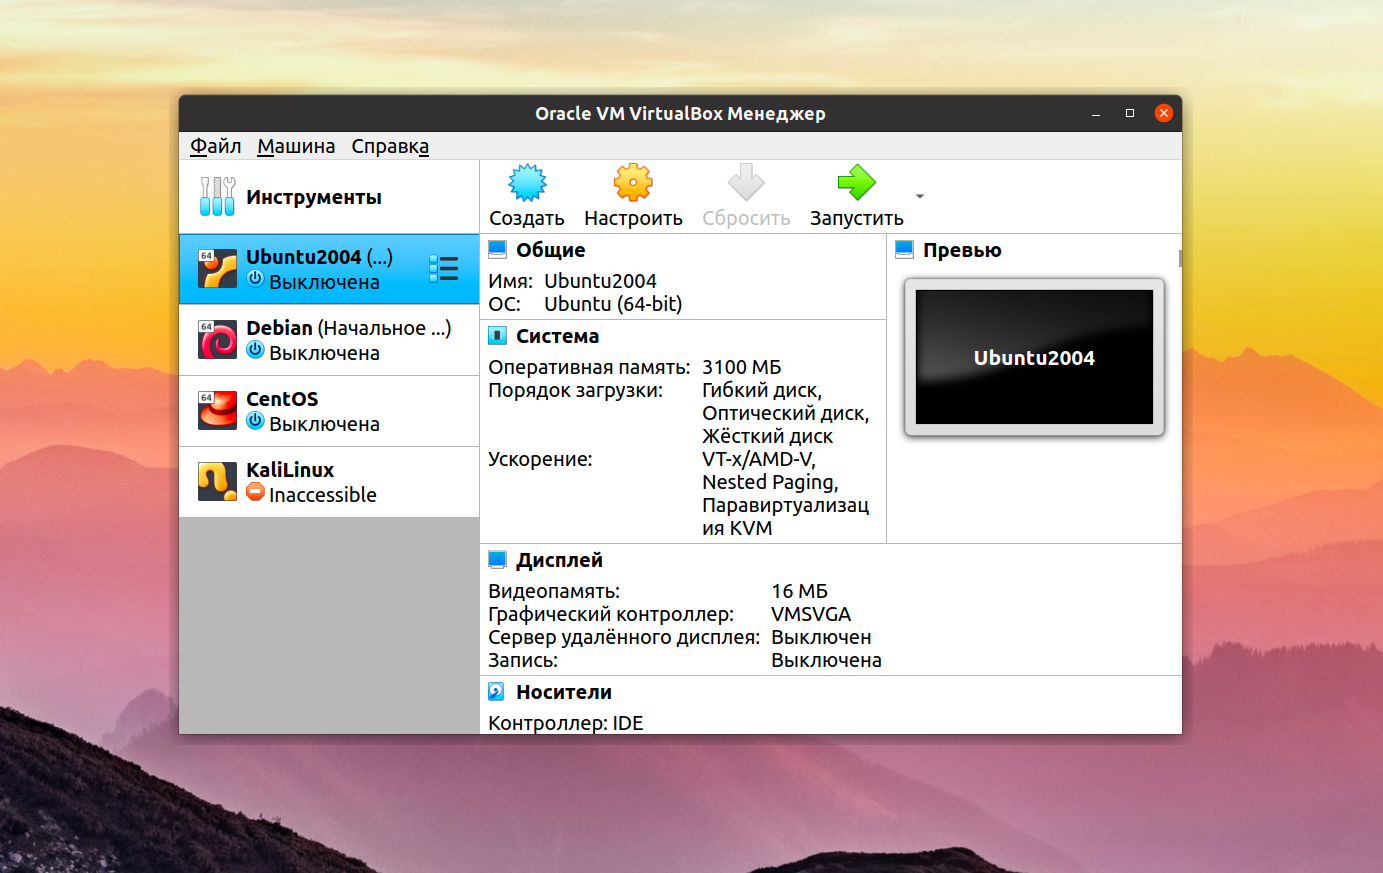 Oracle VM VirtualBox Менеджер
Файл Машина Справка
Инструменты
Создать Настроить Сбросить Запустить
64
Ubuntu2004 (...)
Выключена
64
Debian (Начальное ...)
Выключена
64
CentOS
Выключена
KaliLinux
Inaccessible
Общие
Имя: Ubuntu2004
ОС: Ubuntu (64-bit)
Система
Оперативная память: 3100 МБ
Порядок загрузки: Гибкий диск,
Оптический диск,
Жёсткий диск
Ускорение: VT-x/AMD-V,
Nested Paging,
Паравиртуализац
ия KVM
Превью
Ubuntu2004
Дисплей
Видеопамять: 16 МБ
Графический контроллер: VMSVGA
Сервер удалённого дисплея: Выключен
Запись: Выключена
Носители
Контроллер: IDE